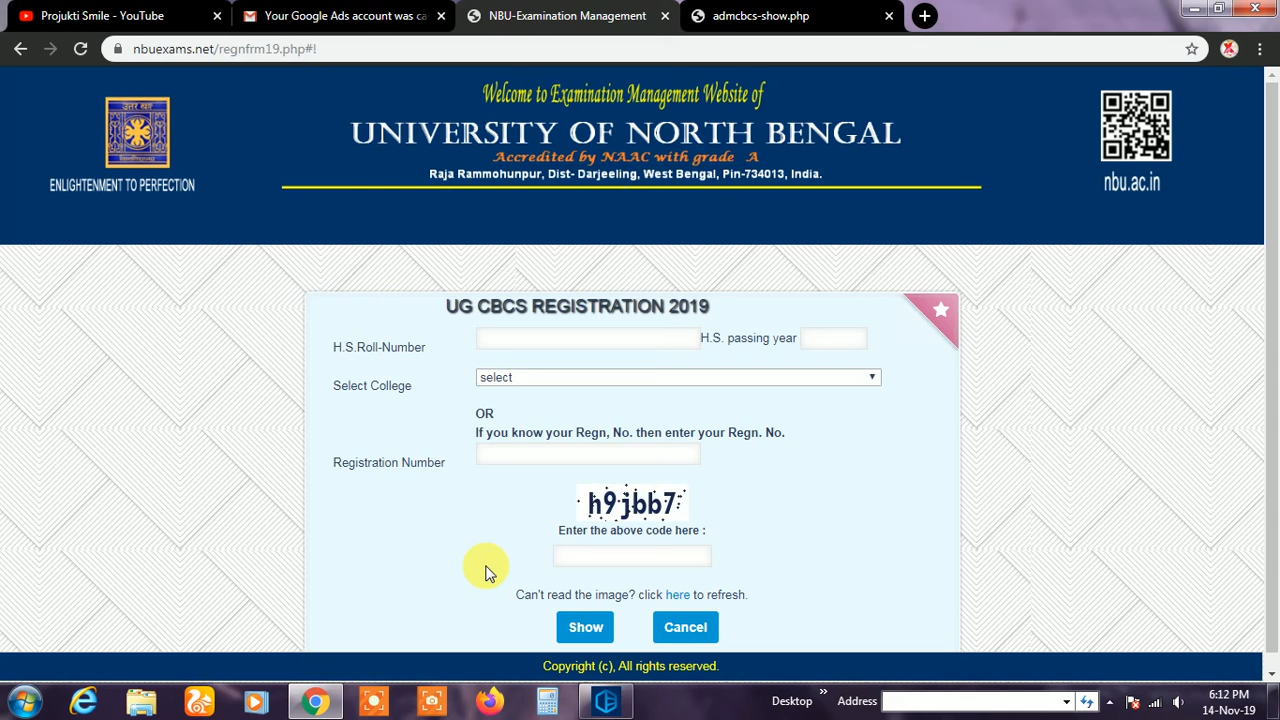 Projukti Smile - YouTube
Your Google Ads account was ca
NBU-Examination Management
admcbcs-show.php
nbuexams.net/regnfrm19.php#!
Welcome to Examination Management Website of
UNIVERSITY OF NORTH BENGAL
Accredited by NAAC with grade A
Raja Rammohunpur, Dist- Darjeeling, West Bengal, Pin-734013, India.
ENLIGHTENMENT TO PERFECTION
nbu.ac.in
UG CBCS REGISTRATION 2019
H.S.Roll-Number
H.S. passing year
Select College
select
OR
If you know your Regn, No. then enter your Regn. No.
Registration Number
h9jbb7
Enter the above code here :
Can't read the image? click here to refresh.
Show
Cancel
Copyright (c), All rights reserved.
Desktop
Address
6:12 PM
14-Nov-19